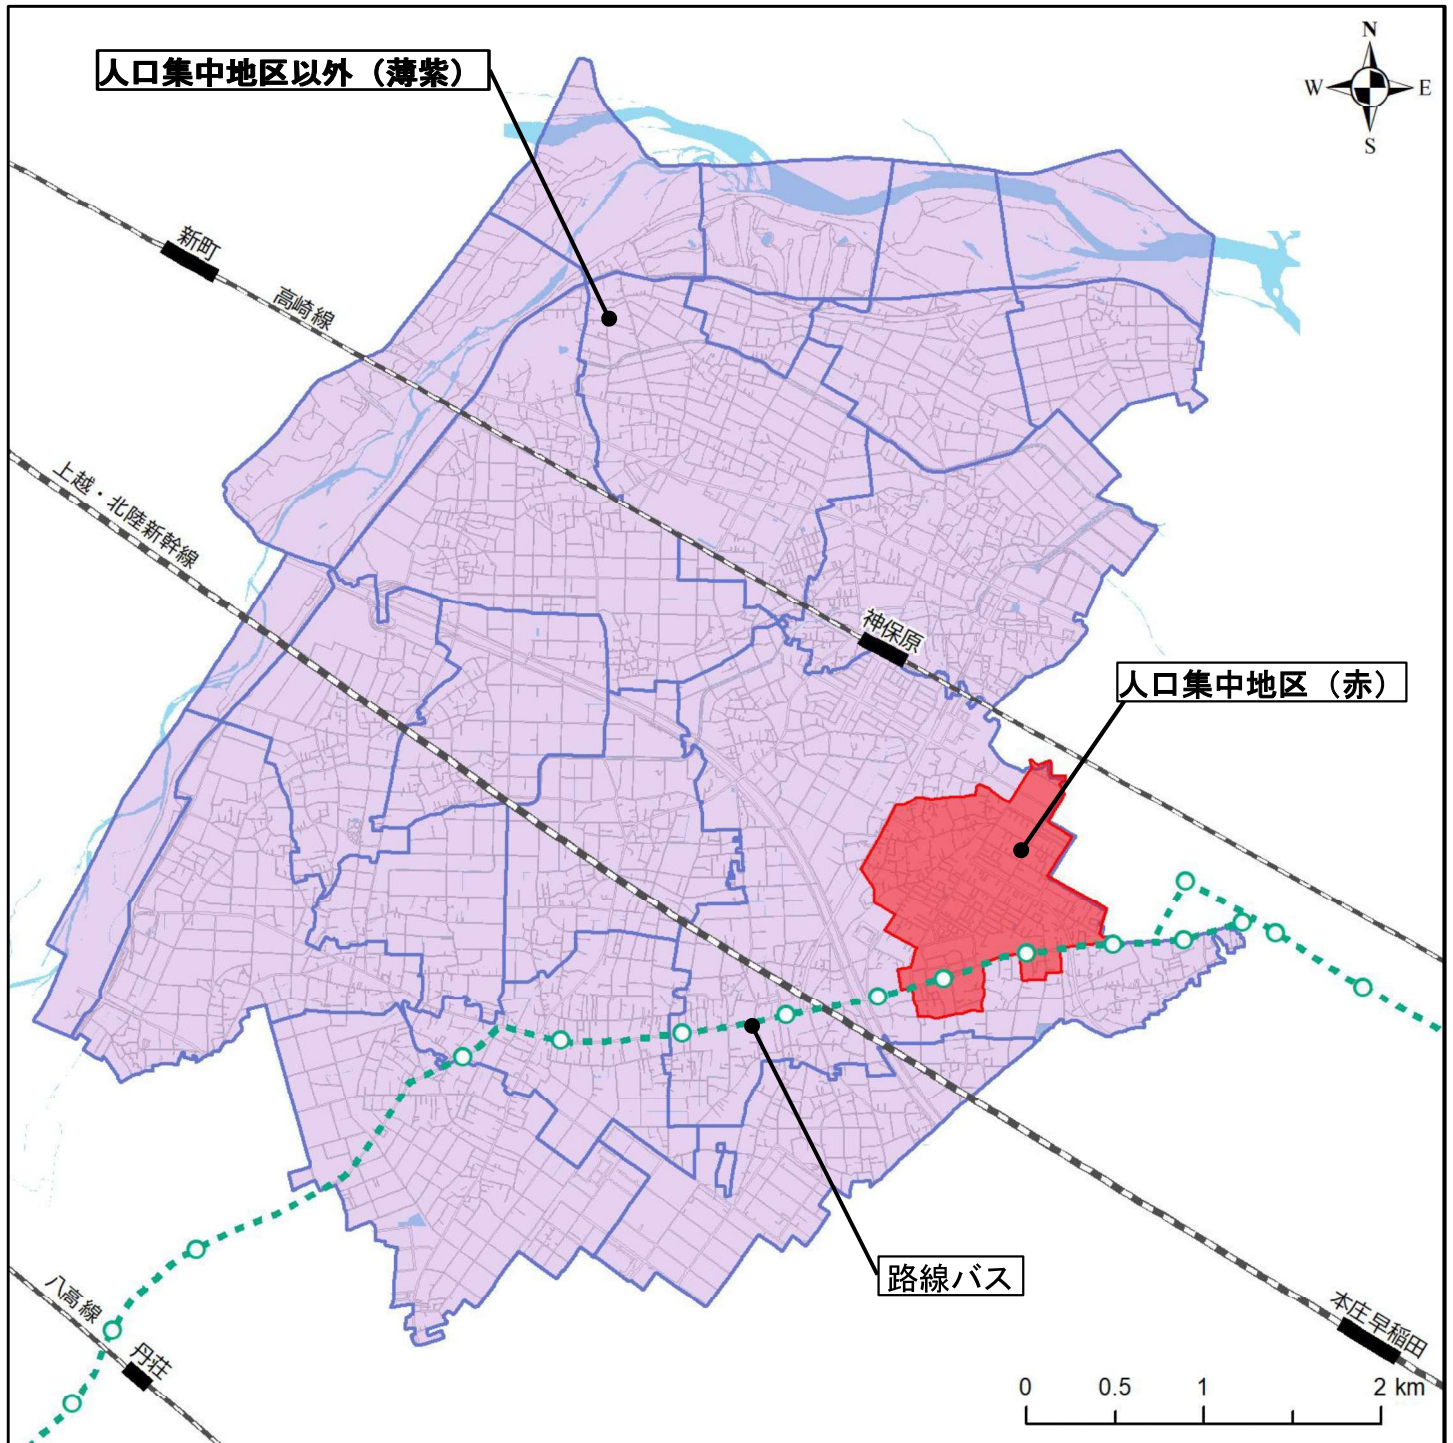 人口集中地区以外（薄紫）
N
W
E
S
新町
高崎線
上越・北陸新幹線
神保原
人口集中地区（赤）
路線バス
八高線
丹荘
本庄早稲田
0 0.5 1 2 km